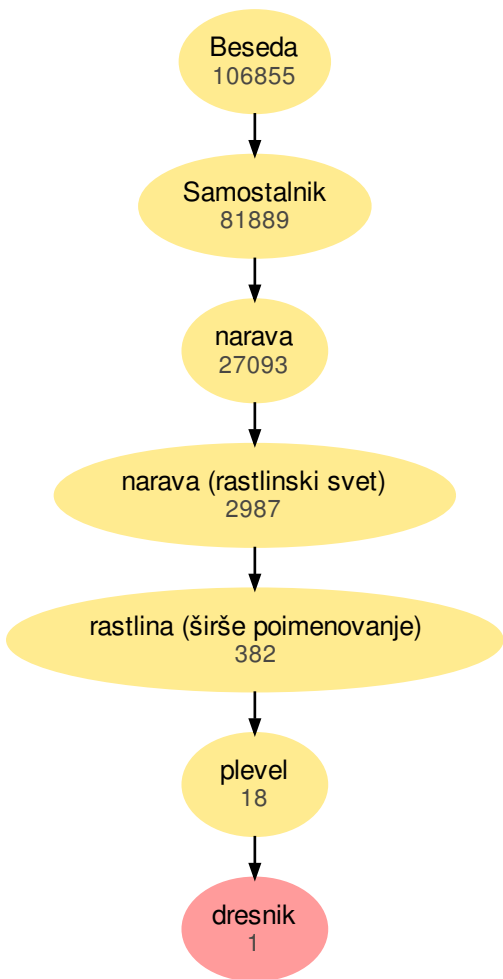 Beseda
106855
Samostalnik
81889
narava
27093
narava (rastlinski svet)
2987
rastlina (širše poimenovanje)
382
plevel
18
dresnik
1